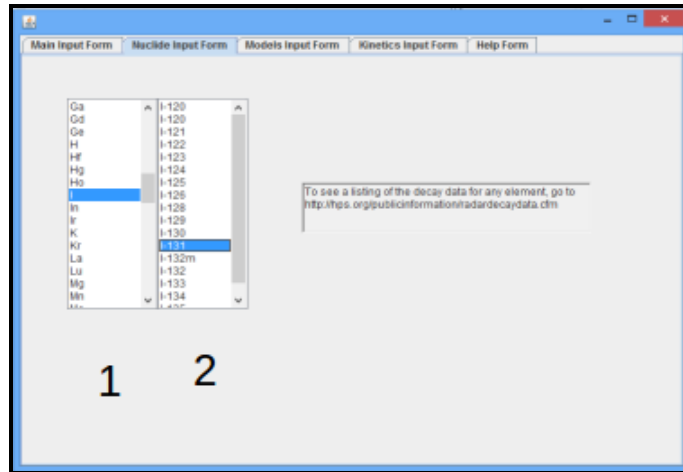 Main Input Form Nuclide Input Form Models Input Form Kinetics Input Form Help Form
Ga
Gd
Ge
H
Hf
Hg
Ho
I
In
Ir
K
Kr
La
Lu
Mg
Mn
I-120
I-120
I-121
I-122
I-123
I-124
I-125
I-126
I-128
I-129
I-130
I-131
I-132m
I-132
I-133
I-134
I-135
To see a listing of the decay data for any element, go to
http://hps.org/publicinformation/radardecaydata.cfm
1
2